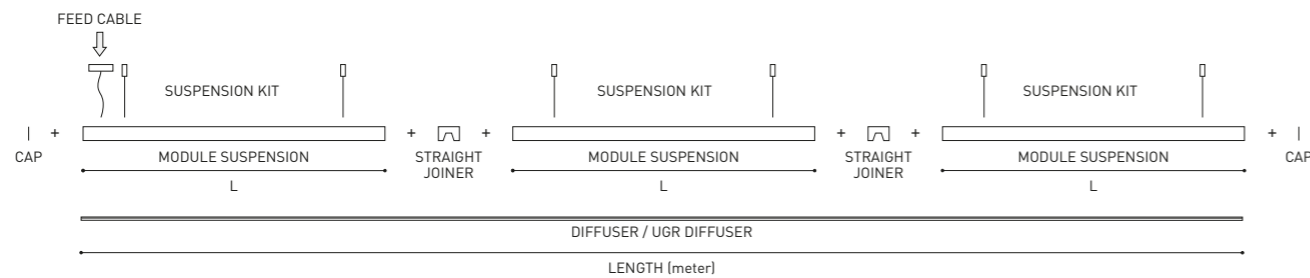 FEED CABLE
SUSPENSION KIT
SUSPENSION KIT
SUSPENSION KIT
+
+
+
+
+
+
CAP
MODULE SUSPENSION
STRAIGHT
JOINER
MODULE SUSPENSION
STRAIGHT
JOINER
MODULE SUSPENSION
CAP
L
L
L
DIFFUSER / UGR DIFFUSER
LENGTH (meter)